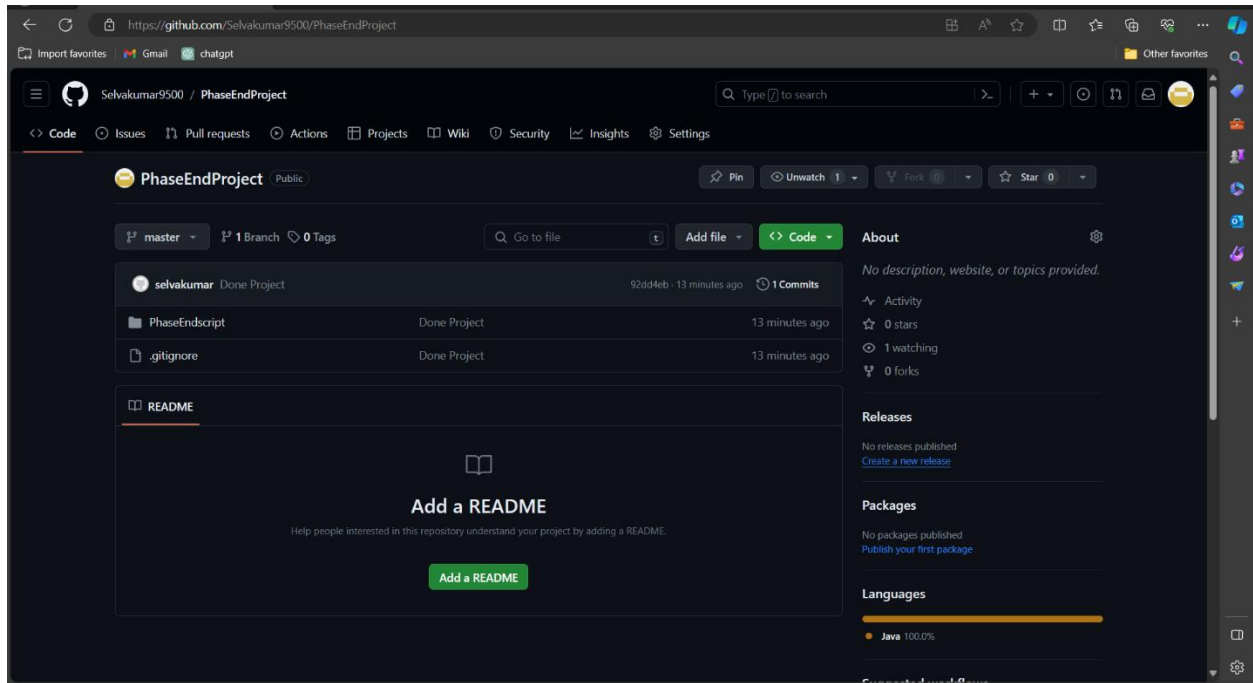 https://github.com/Selvakumar9500/PhaseEndProject
Import favorites Gmail chatgpt Other favorites
Selvakumar9500 / PhaseEndProject Type / to search
<> Code Issues Pull requests Actions Projects Wiki Security Insights Settings
PhaseEndProject Public Pin Unwatch 1 Fork 0 Star 0
master 1 Branch 0 Tags Go to file t Add file <> Code
selvakumar Done Project 92dd4eb · 13 minutes ago 1 Commits
PhaseEndscript Done Project 13 minutes ago
.gitignore Done Project 13 minutes ago
README
Add a README
Help people interested in this repository understand your project by adding a README.
Add a README
About
No description, website, or topics provided.
Activity
0 stars
1 watching
0 forks
Releases
No releases published
Create a new release
Packages
No packages published
Publish your first package
Languages
Java 100.0%
Suggested workflows